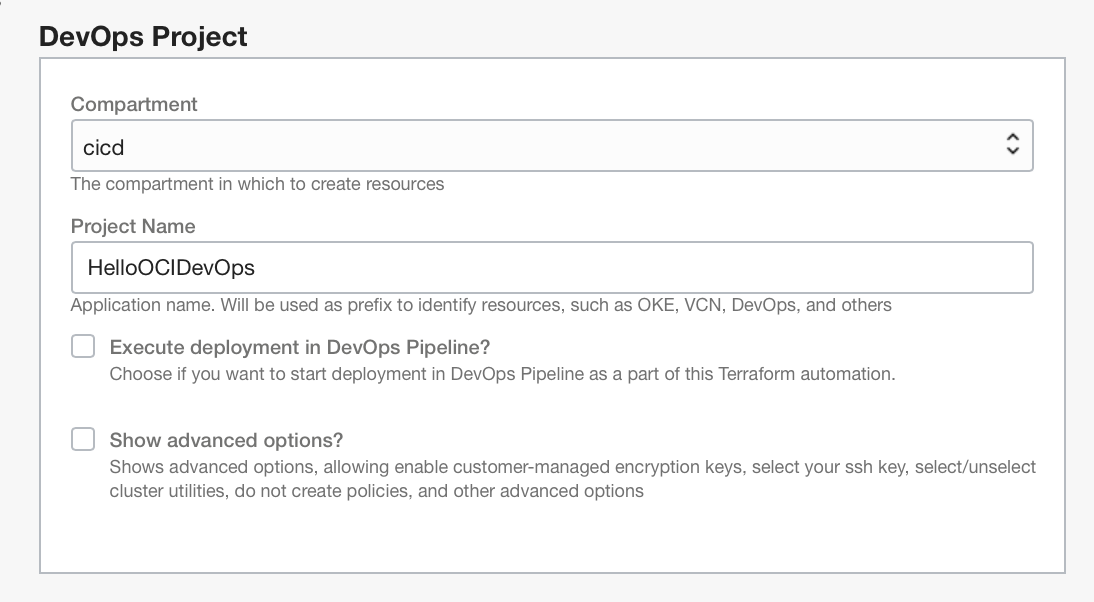 DevOps Project
Compartment
cicd
The compartment in which to create resources
Project Name
HelloOCIDevOps
Application name. Will be used as prefix to identify resources, such as OKE, VCN, DevOps, and others
Execute deployment in DevOps Pipeline?
Choose if you want to start deployment in DevOps Pipeline as a part of this Terraform automation.
Show advanced options?
Shows advanced options, allowing enable customer-managed encryption keys, select your ssh key, select/unselect
cluster utilities, do not create policies, and other advanced options